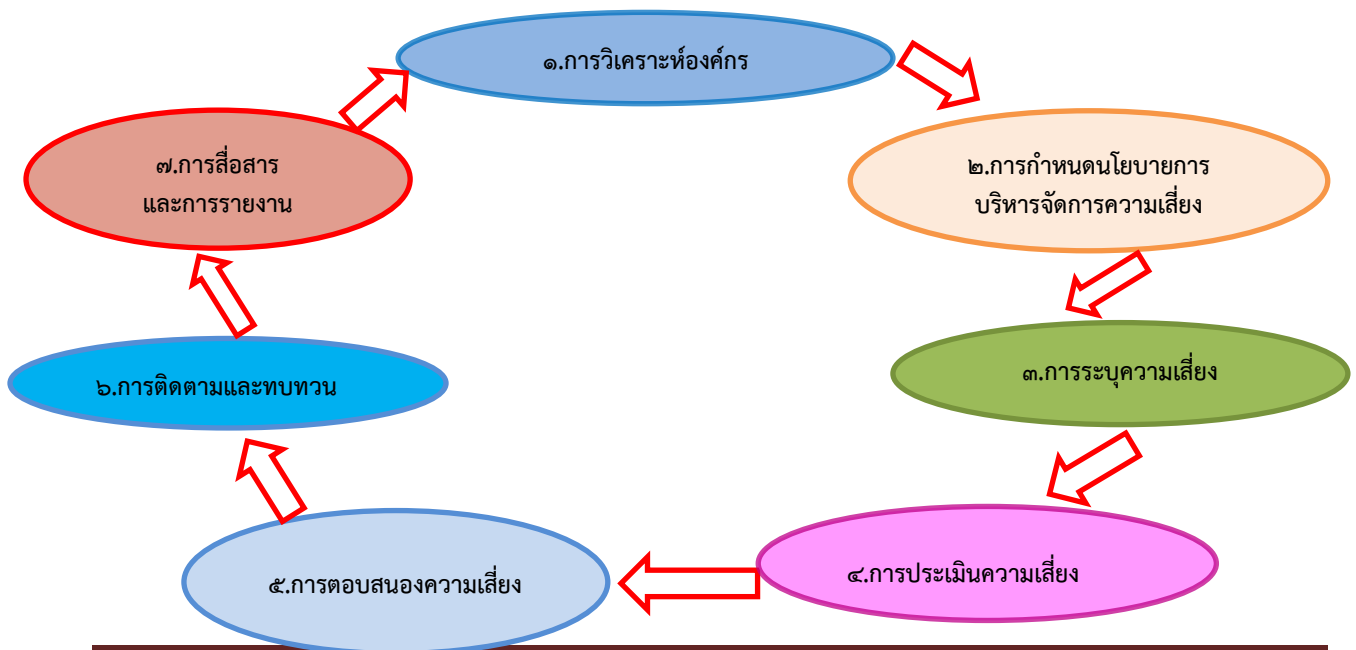 ๑.การวิเคราะห์องค์กร
๒.การกำหนดนโยบายการ
บริหารจัดการความเสี่ยง
๓.การระบุความเสี่ยง
๔.การประเมินความเสี่ยง
๕.การตอบสนองความเสี่ยง
๖.การติดตามและทบทวน
๗.การสื่อสาร
และการรายงาน